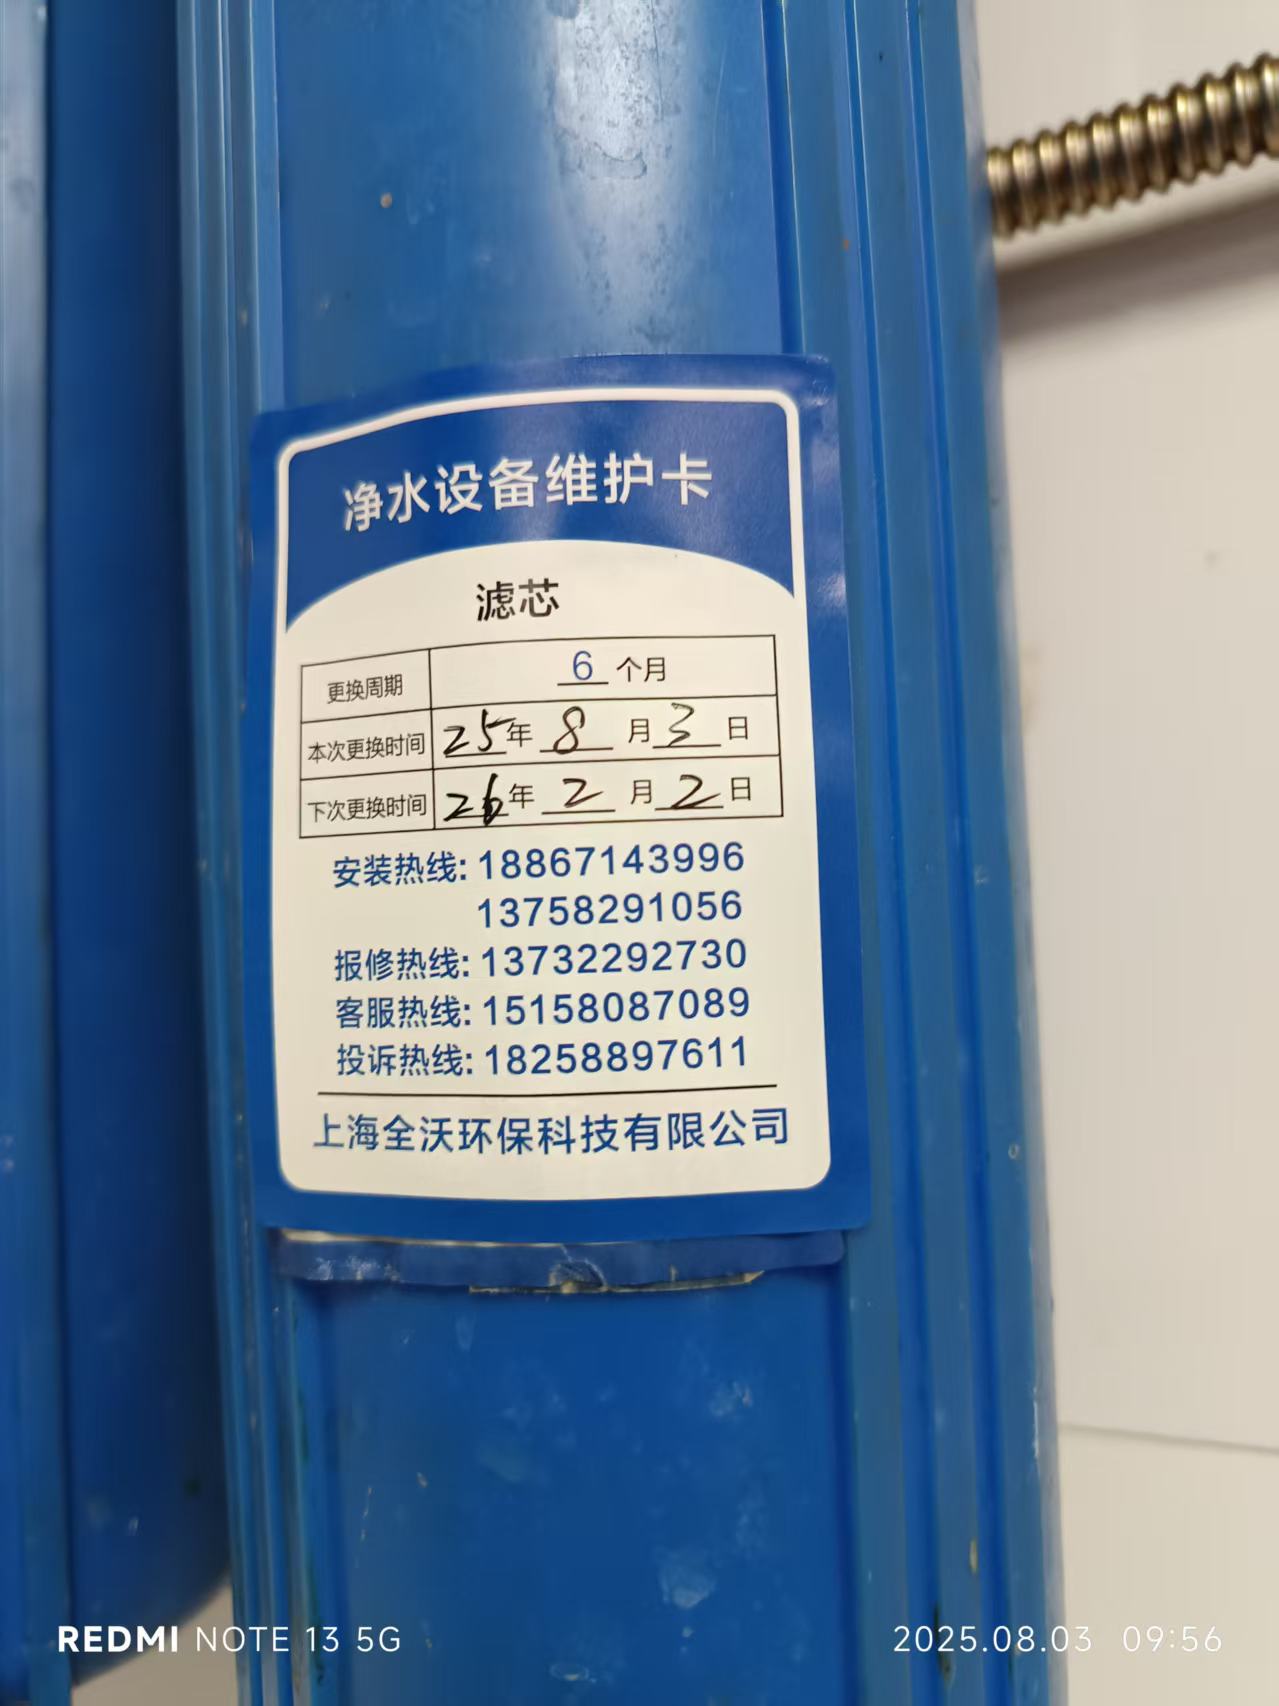 净水设备维护卡
滤芯
更换周期 6 个月
本次更换时间 25年 8 月 3 日
下次更换时间 26年 2 月 2 日
安装热线: 18867143996
13758291056
报修热线: 13732292730
客服热线: 15158087089
投诉热线: 18258897611
上海全沃环保科技有限公司
REDMI NOTE 13 5G 2025.08.03 09:56